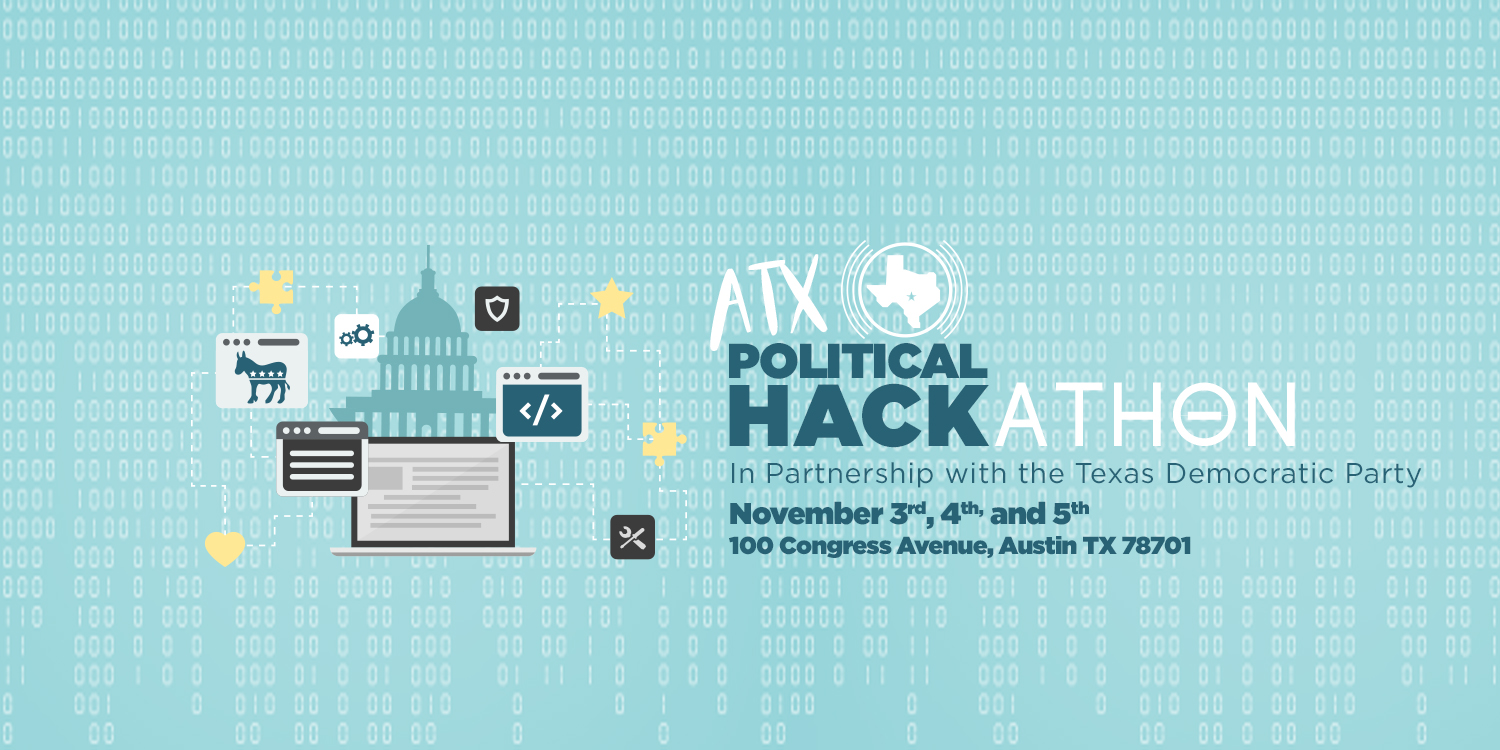 ATX
POLITICAL
HACKATHON
In Partnership with the Texas Democratic Party
November 3rd, 4th, and 5th
100 Congress Avenue, Austin TX 78701
</>